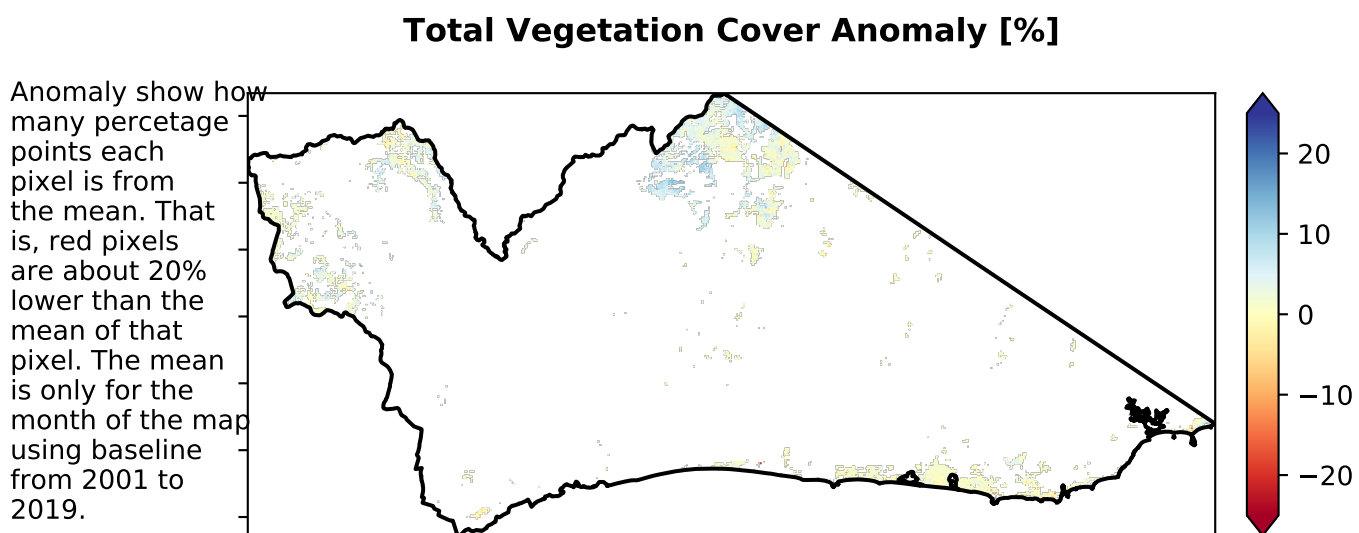 Total Vegetation Cover Anomaly [%]
Anomaly show how
many percetage
points each
pixel is from
the mean. That
is, red pixels
are about 20%
lower than the
mean of that
pixel. The mean
is only for the
month of the map
using baseline
from 2001 to
2019.
20
10
0
−10
−20